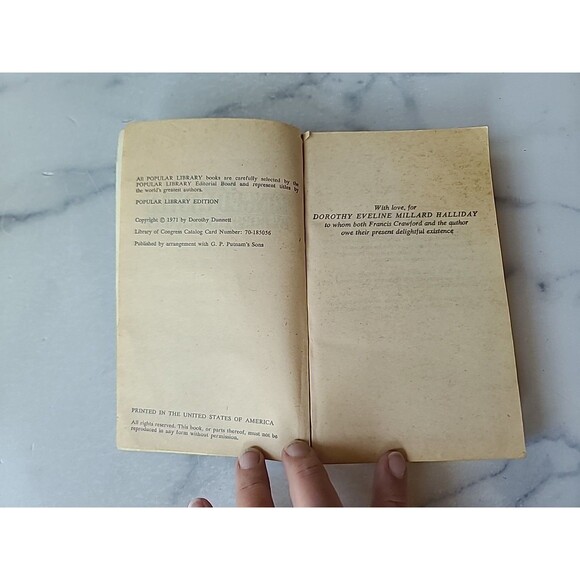 All POPULAR LIBRARY books are carefully selected by the
POPULAR LIBRARY Editorial Board and represent titles by
the world's greatest authors.
POPULAR LIBRARY EDITION
Copyright © 1971 by Dorothy Dunnett
Library of Congress Catalog Card Number: 70-183056
Published by arrangement with G. P. Putnam's Sons
PRINTED IN THE UNITED STATES OF AMERICA
All rights reserved. This book, or parts thereof, must not be
reproduced in any form without permission.
With love, for
DOROTHY EVELINE MILLARD HALLIDAY
to whom both Francis Crawford and the author
owe their present delightful existence